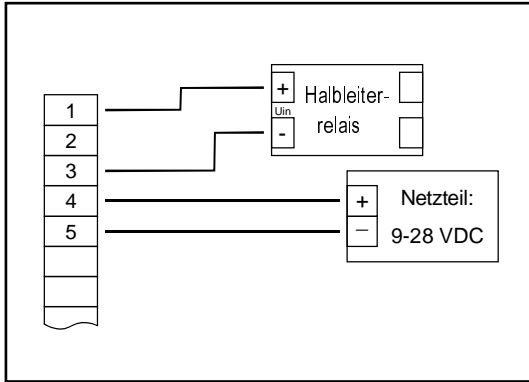 1
2
3
4
5
+
Uin
-
Halbleiter-
relais
+
–
Netzteil:
9-28 VDC